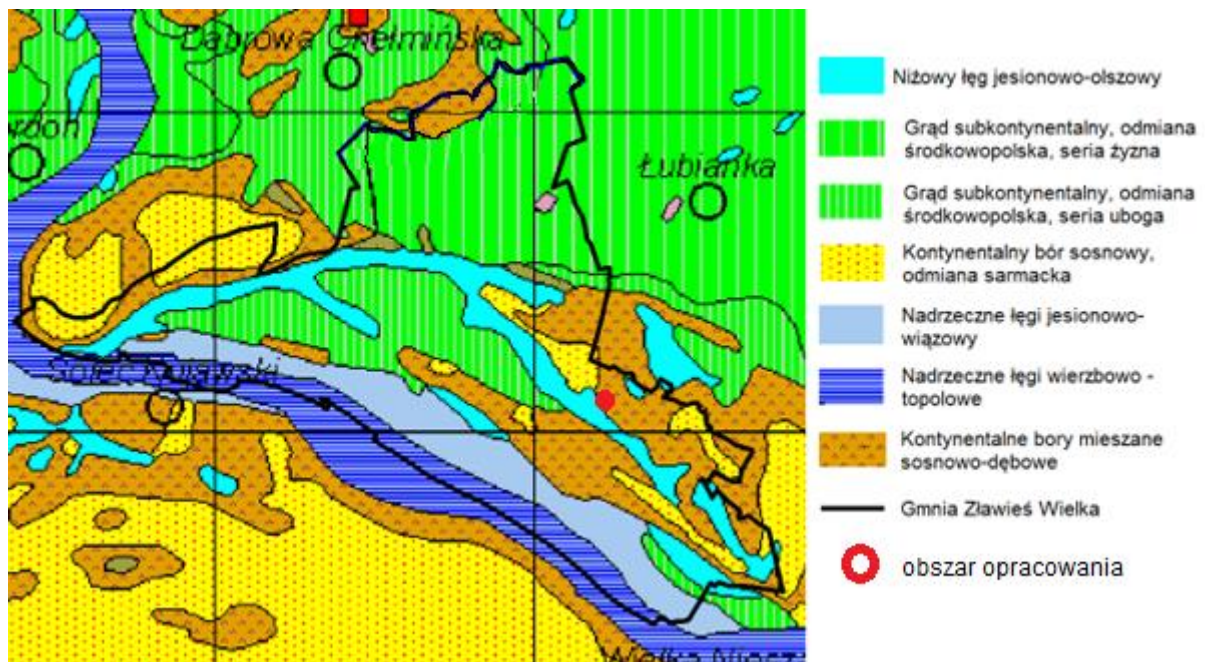 Dąbrowa Chełmińska
Łubianka
Solec Kujawski
Niżowy łęg jesionowo-olszowy
Grąd subkontynentalny, odmiana
środkowopolska, seria żyzna
Grąd subkontynentalny, odmiana
środkowopolska, seria uboga
Kontynentalny bór sosnowy,
odmiana sarmacka
Nadrzeczne łęgi jesionowo-
wiązowy
Nadrzeczne łęgi wierzbowo -
topolowe
Kontynentalne bory mieszane
sosnowo-dębowe
Gmnia Zławieś Wielka
obszar opracowania